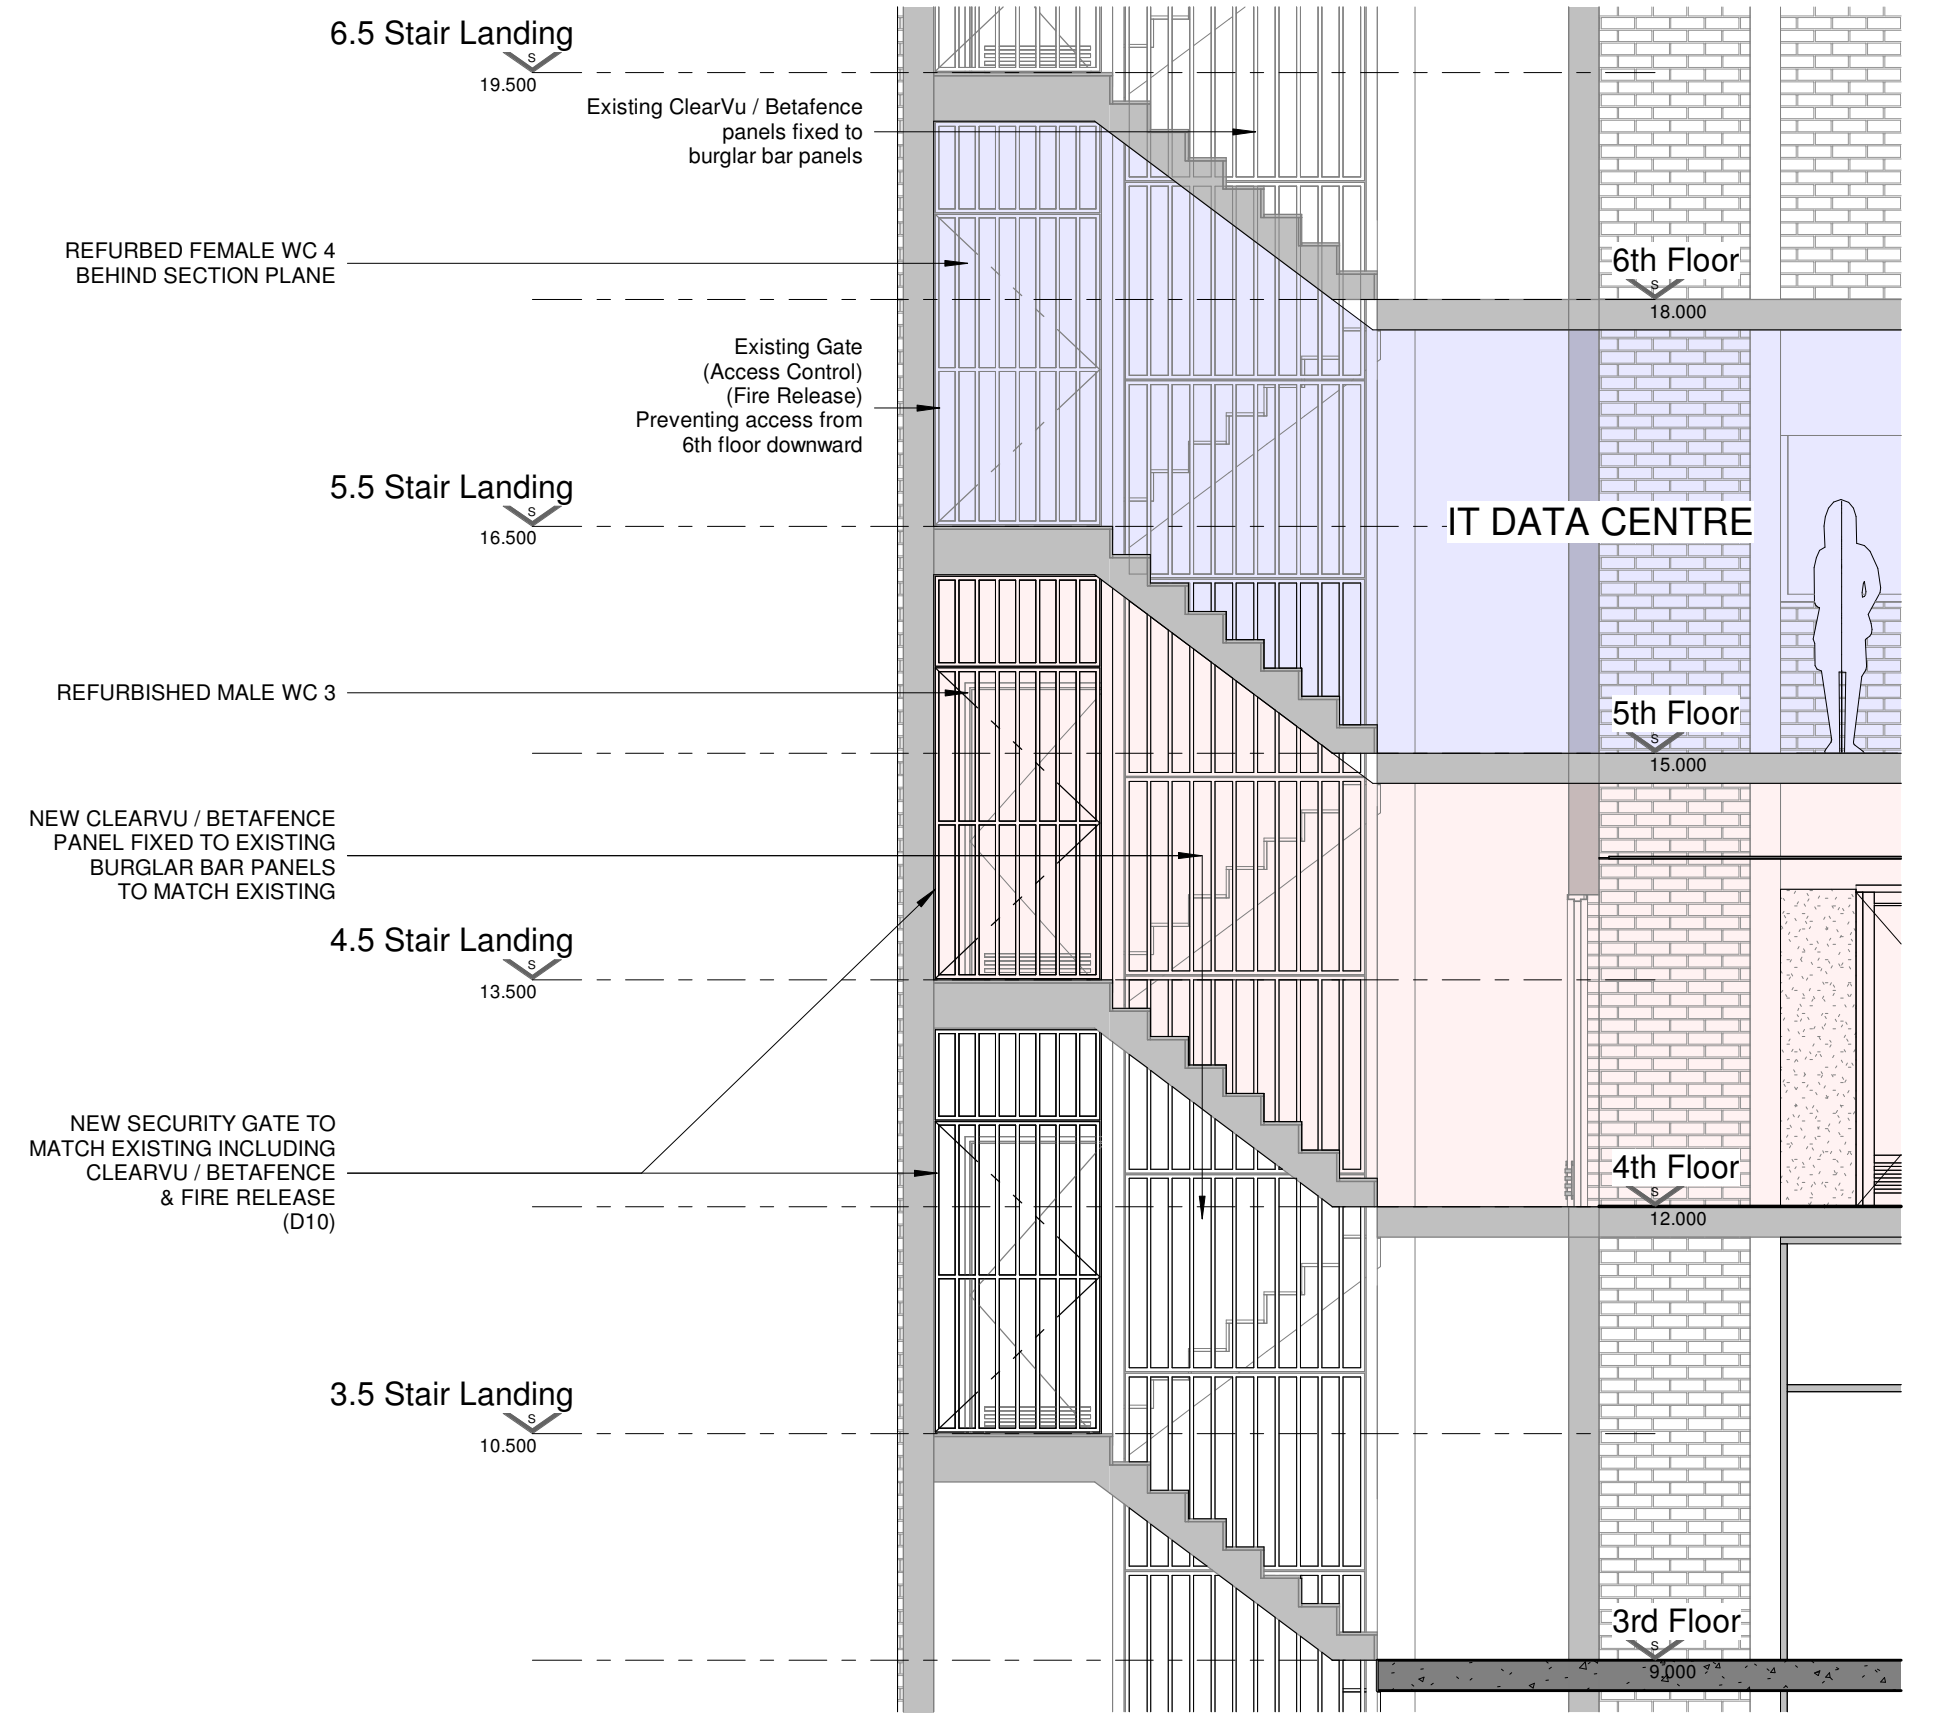 6.5 Stair Landing
S
19.500
Existing ClearVu / Betafence
panels fixed to
burglar bar panels
REFURBED FEMALE WC 4
BEHIND SECTION PLANE
6th Floor
S
18.000
Existing Gate
(Access Control)
(Fire Release)
Preventing access from
6th floor downward
5.5 Stair Landing
S
16.500
IT DATA CENTRE
REFURBISHED MALE WC 3
5th Floor
S
15.000
NEW CLEARVU / BETAFENCE
PANEL FIXED TO EXISTING
BURGLAR BAR PANELS
TO MATCH EXISTING
4.5 Stair Landing
S
13.500
NEW SECURITY GATE TO
MATCH EXISTING INCLUDING
CLEARVU / BETAFENCE
& FIRE RELEASE
(D10)
4th Floor
S
12.000
3.5 Stair Landing
S
10.500
3rd Floor
S
9.000